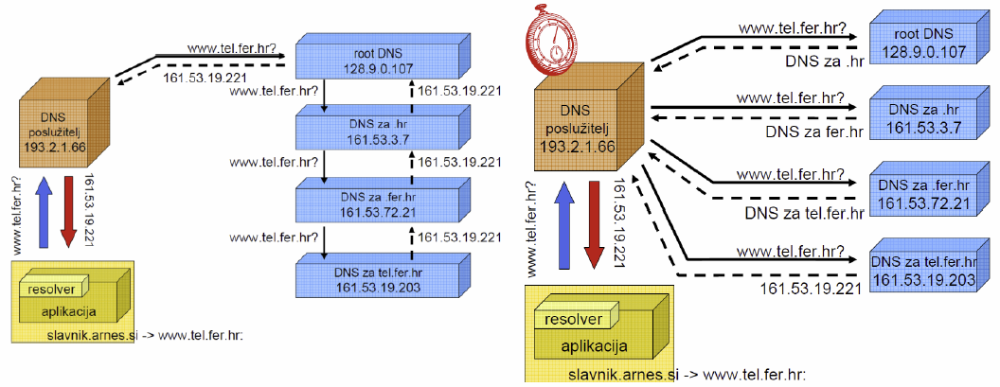 www.tel.fer.hr?
161.53.19.221
root DNS
128.9.0.107
www.tel.fer.hr?
161.53.19.221
DNS
poslužitelj
193.2.1.66
DNS za .hr
161.53.3.7
www.tel.fer.hr?
161.53.19.221
DNS za .fer.hr
161.53.72.21
www.tel.fer.hr?
161.53.19.221
www.tel.fer.hr?
161.53.19.221
DNS za tel.fer.hr
161.53.19.203
resolver
aplikacija
slavnik.arnes.si -> www.tel.fer.hr:
www.tel.fer.hr?
DNS za .hr
root DNS
128.9.0.107
DNS
poslužitelj
193.2.1.66
www.tel.fer.hr?
DNS za fer.hr
DNS za .hr
161.53.3.7
www.tel.fer.hr?
DNS za tel.fer.hr
DNS za .fer.hr
161.53.72.21
www.tel.fer.hr?
161.53.19.221
www.tel.fer.hr?
161.53.19.221
DNS za tel.fer.hr
161.53.19.203
resolver
aplikacija
slavnik.arnes.si -> www.tel.fer.hr: